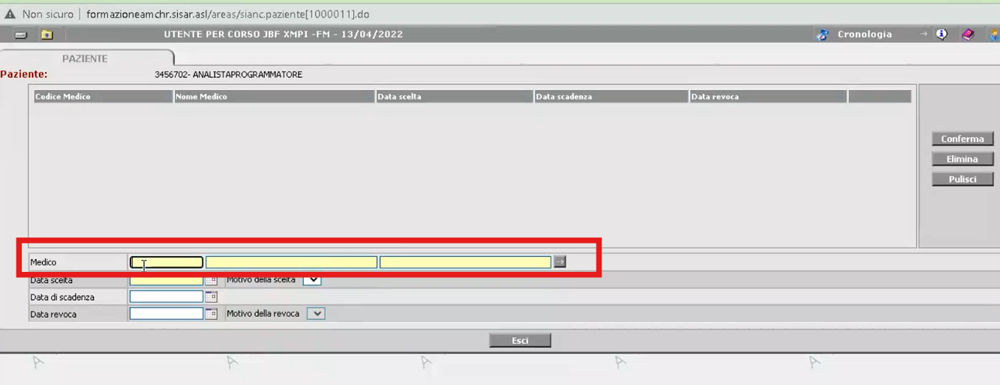 Non sicuro | formazioneamchr.sisar.asl/areas/sianc.paziente[1000011].do
UTENTE PER CORSO JBF XMPI -FM - 13/04/2022 Cronologia
PAZIENTE
Paziente: 3456702- ANALISTAPROGRAMMATORE
Codice Medico Nome Medico Data scelta Data scadenza Data revoca
Conferma
Elimina
Pulisci
Medico
Data scelta Motivo della scelta
Data di scadenza
Data revoca Motivo della revoca
Esci
A A A A A